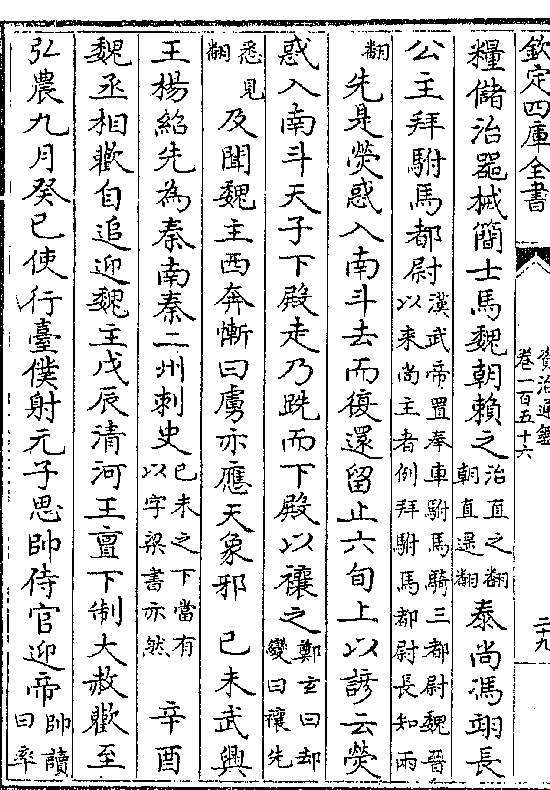 欽定四庫全書
資治通鑑
卷一百五十六
二十九
糧儲治器械簡士馬魏朝賴之治直之翻朝直遥翻泰尚馮翊長
公主拜駙馬都尉漢武帝置奉車駙馬騎三都尉魏晉以来尚主者例拜駙馬都尉長知兩
翻先是熒惑入南斗去而復還留止六旬上以諺云熒
惑入南斗天子下殿走乃跣而下殿以禳之鄭玄曰却變曰禳先
悉見翻及聞魏主西奔慚曰虜亦應天象邪 己未武興
王楊紹先為秦南秦二州刺史己未之下當有以字梁書亦然 辛酉
魏丞相歡自追迎魏主戊辰清河王亶下制大赦歡至
弘農九月癸巳使行臺僕射元子思帥侍官迎帝帥讀曰率